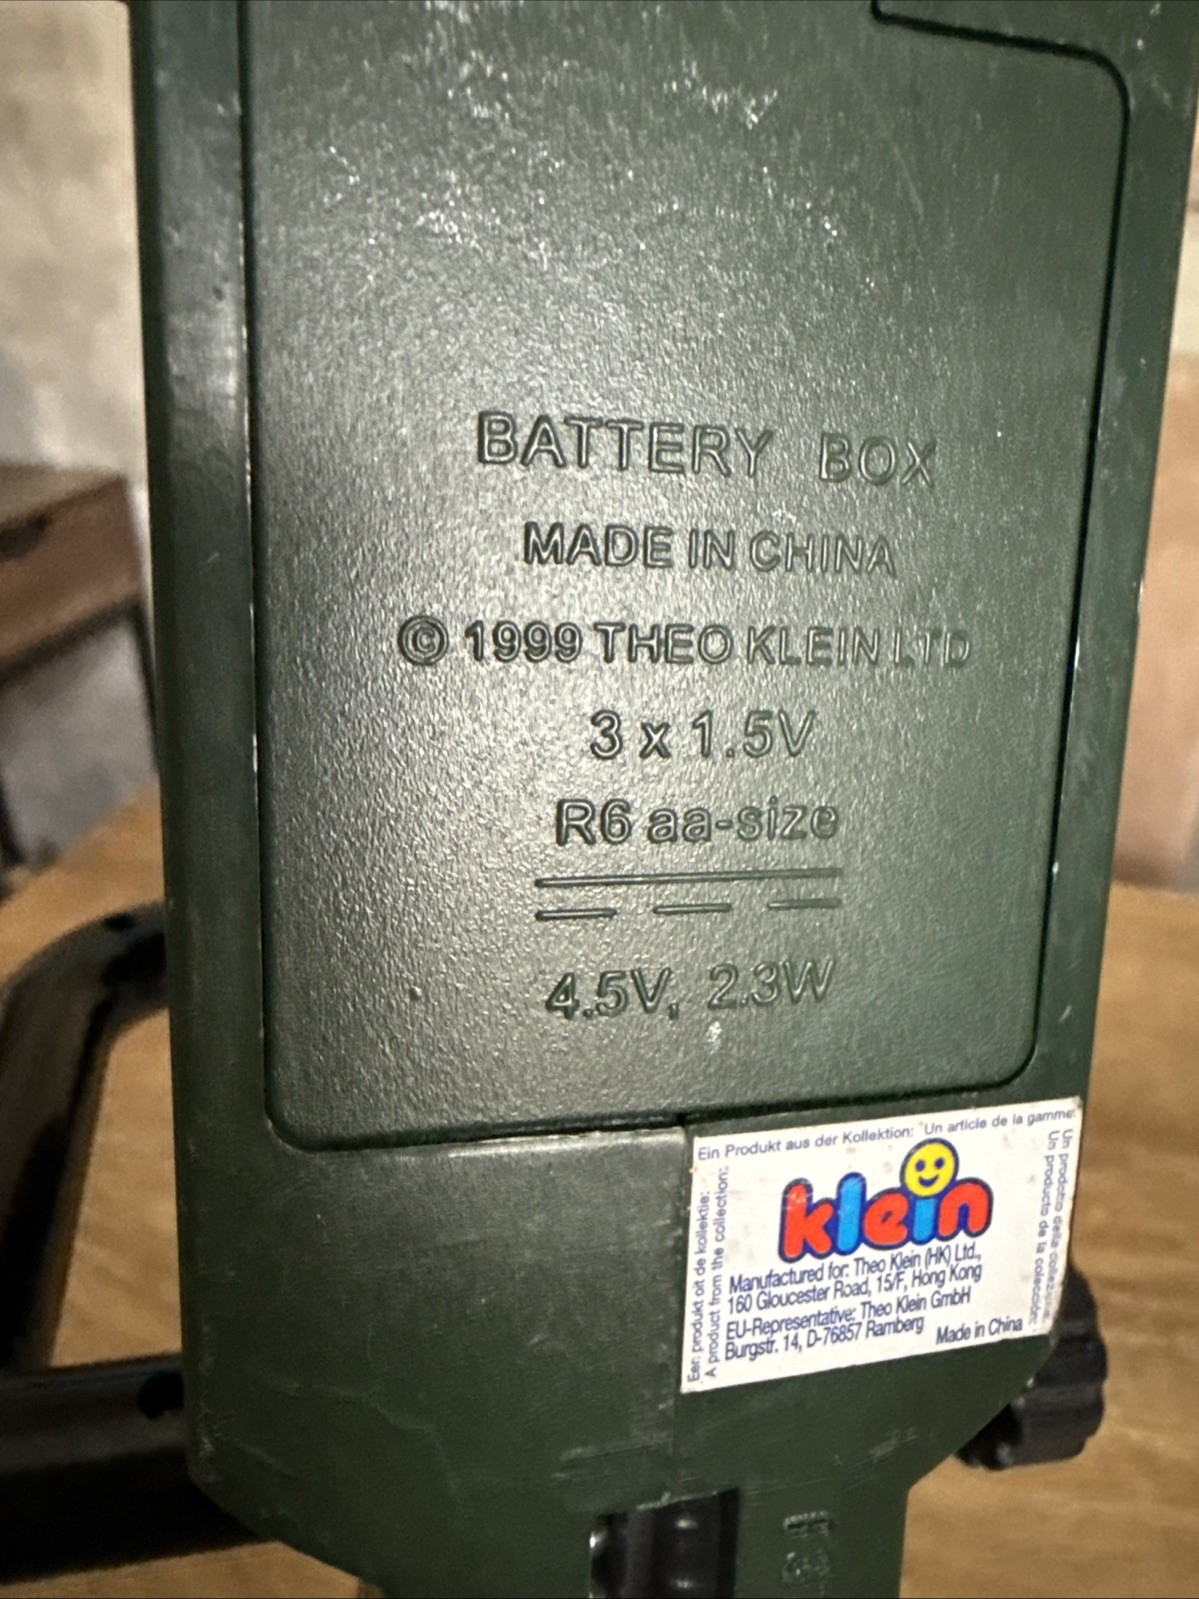 BATTERY BOX
MADE IN CHINA
© 1999 THEO KLEIN LTD
3 x 1.5V
R6 aa-size
4.5V, 2.3W
Ein Produkt aus der Kollektion: Un article de la gamme
Een produkt oit de kollektie:
A product from the collection:
klein
Un prodotto della collezione:
Un producto de la colección:
Manufactured for: Theo Klein (HK) Ltd.,
160 Gloucester Road, 15/F, Hong Kong
EU-Representative: Theo Klein GmbH
Burgstr. 14, D-76857 Ramberg
Made in China